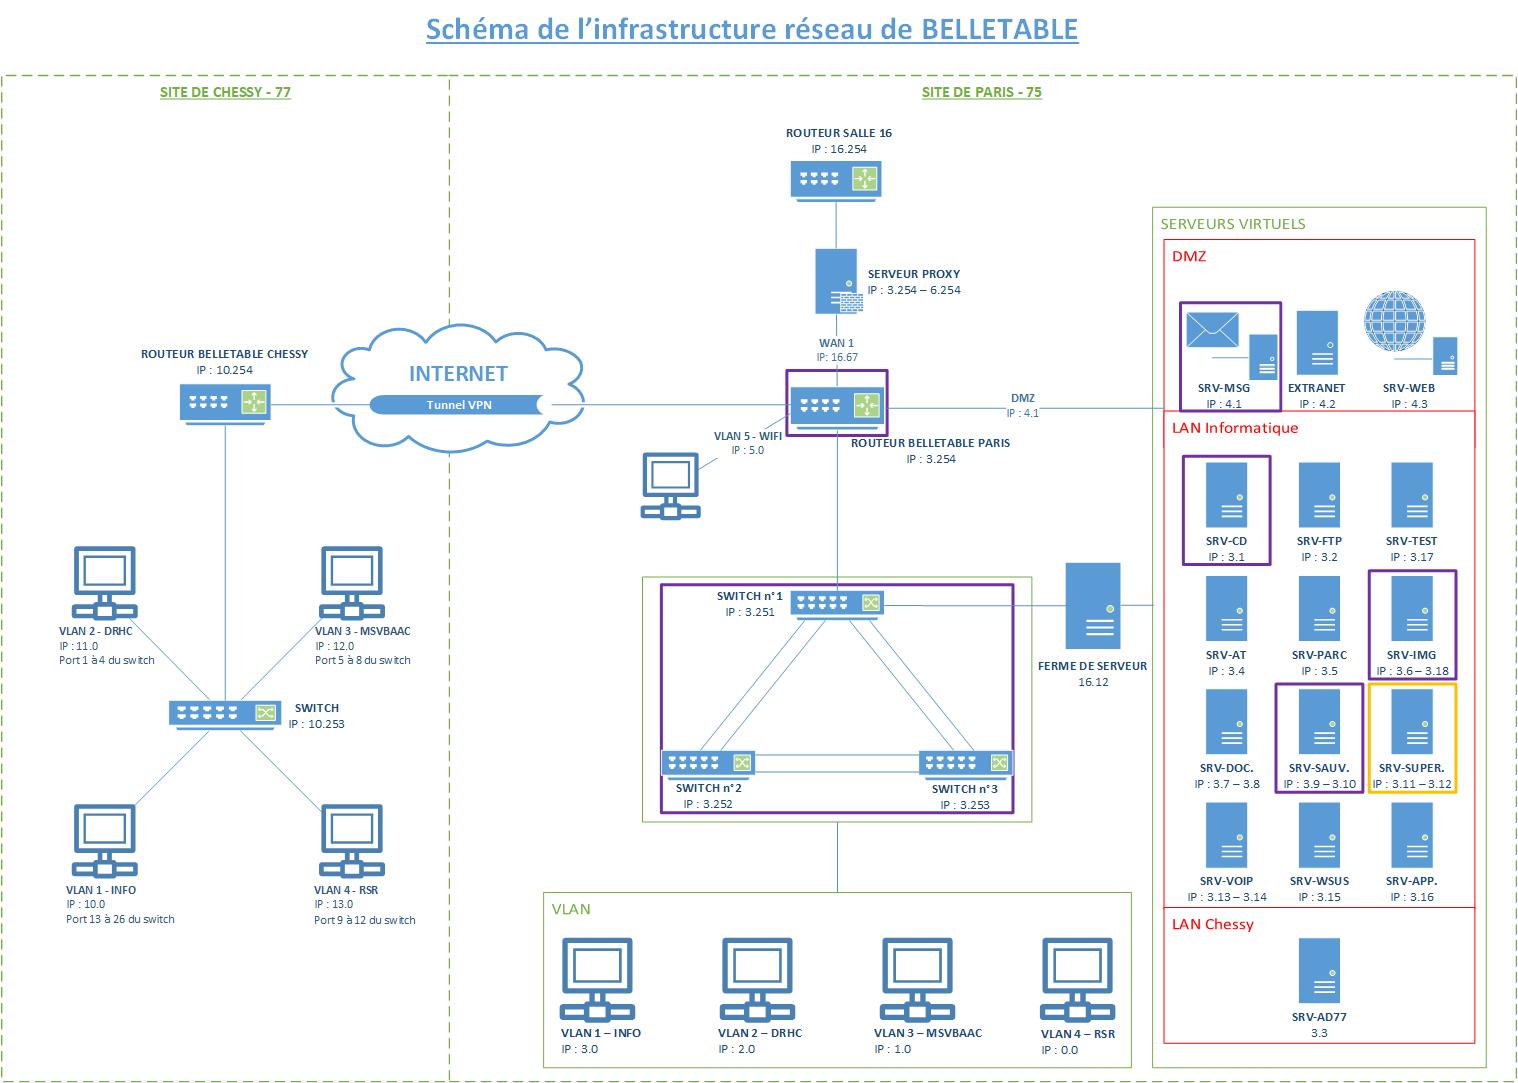 Schéma de l’infrastructure réseau de BELLETABLE
SITE DE CHESSY - 77
SITE DE PARIS - 75
ROUTEUR SALLE 16
IP : 16.254
SERVEUR PROXY
IP : 3.254 – 6.254
WAN 1
IP: 16.67
ROUTEUR BELLETABLE CHESSY
IP : 10.254
INTERNET
Tunnel VPN
DMZ
IP : 4.1
VLAN 5 - WIFI
IP : 5.0
ROUTEUR BELLETABLE PARIS
IP : 3.254
VLAN 2 - DRHC
IP : 11.0
Port 1 à 4 du switch
VLAN 3 - MSVBAAC
IP : 12.0
Port 5 à 8 du switch
SWITCH
IP : 10.253
VLAN 1 - INFO
IP : 10.0
Port 13 à 26 du switch
VLAN 4 - RSR
IP : 13.0
Port 9 à 12 du switch
SWITCH n°1
IP : 3.251
SWITCH n°2
IP : 3.252
SWITCH n°3
IP : 3.253
FERME DE SERVEUR
16.12
VLAN
VLAN 1 – INFO
IP : 3.0
VLAN 2 – DRHC
IP : 2.0
VLAN 3 – MSVBAAC
IP : 1.0
VLAN 4 – RSR
IP : 0.0
SERVEURS VIRTUELS
DMZ
SRV-MSG
IP : 4.1
EXTRANET
IP : 4.2
SRV-WEB
IP : 4.3
LAN Informatique
SRV-CD
IP : 3.1
SRV-FTP
IP : 3.2
SRV-TEST
IP : 3.17
SRV-AT
IP : 3.4
SRV-PARC
IP : 3.5
SRV-IMG
IP : 3.6 – 3.18
SRV-DOC.
IP : 3.7 – 3.8
SRV-SAUV.
IP : 3.9 – 3.10
SRV-SUPER.
IP : 3.11 – 3.12
SRV-VOIP
IP : 3.13 – 3.14
SRV-WSUS
IP : 3.15
SRV-APP.
IP : 3.16
LAN Chessy
SRV-AD77
3.3